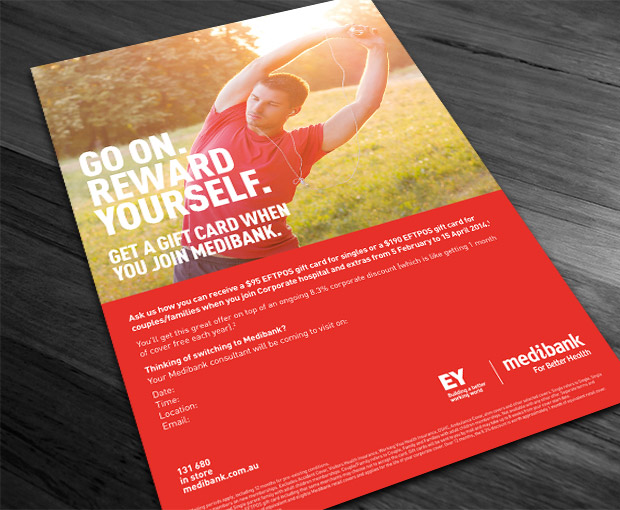 GO ON.
REWARD
YOURSELF.
GET A GIFT CARD WHEN
YOU JOIN MEDIBANK.
Ask us how you can receive a $95 EFTPOS gift card for singles or a $190 EFTPOS gift card for
couples/families when you join Corporate hospital and extras from 5 February to 15 April 2014.¹
You'll get this great offer on top of an ongoing 8.3% corporate discount (which is like getting 1 month
of cover free each year).²
Thinking of switching to Medibank?
Your Medibank consultant will be coming to visit on:
Date:
Time:
Location:
Email:
EY
Building a better
working world
medibank
For Better Health
131 680
in store
medibank.com.au